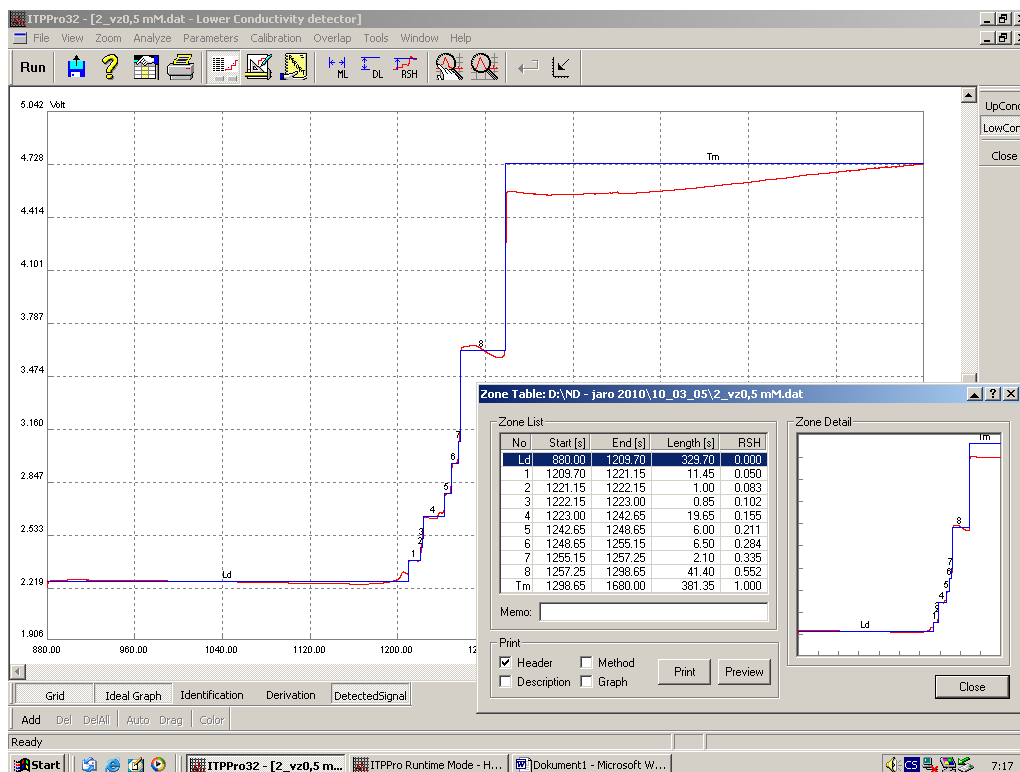 ITPPro32 - [2_vz0,5 mM.dat - Lower Conductivity detector]
File View Zoom Analyze Parameters Calibration Overlap Tools Window Help
Run ML DL RSH
5.042 Volt
4.728
4.414
4.101
3.787
3.474
3.160
2.847
2.533
2.219
1.906
880.00 960.00 1040.00 1120.00 1200.00
Ld
1
2
3
4
5
6
7
8
Tm
UpCond
LowCon
Close
Zone Table: D:\ND - jaro 2010\10_03_05\2_vz0,5 mM.dat
Zone List
No Start [s] End [s] Length [s] RSH
Ld 880.00 1209.70 329.70 0.000
1 1209.70 1221.15 11.45 0.050
2 1221.15 1222.15 1.00 0.083
3 1222.15 1223.00 0.85 0.102
4 1223.00 1242.65 19.65 0.155
5 1242.65 1248.65 6.00 0.211
6 1248.65 1255.15 6.50 0.284
7 1255.15 1257.25 2.10 0.335
8 1257.25 1298.65 41.40 0.552
Tm 1298.65 1680.00 381.35 1.000
Memo:
Print
Header Method
Description Graph
Print Preview
Zone Detail
Tm
8
7
6
5
4
Ld
Close
Grid Ideal Graph Identification Derivation DetectedSignal
Add Del DelAll Auto Drag Color
Ready
Start ITPPro32 - [2_vz0,5 m... ITPPro Runtime Mode - H... Dokument1 - Microsoft W... CS 7:17